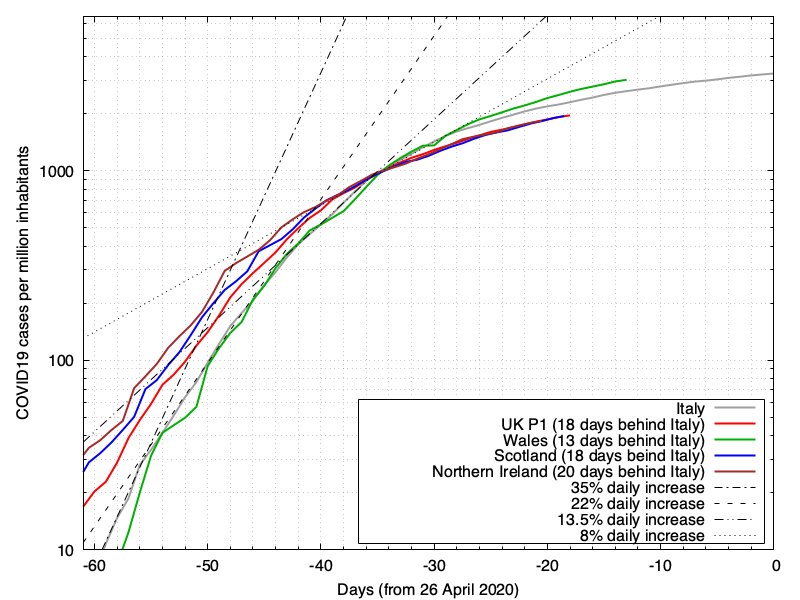 COVID19 cases per million inhabitants
1000
100
10
Italy
UK P1 (18 days behind Italy)
Wales (13 days behind Italy)
Scotland (18 days beind Italy)
Northern Ireland (20 days behind Italy)
35% daily increase
22% daily increase
13.5% daily increase
8% daily increase
-60 -50 -40 -30 -20 -10 0
Days (from 26 April 2020)